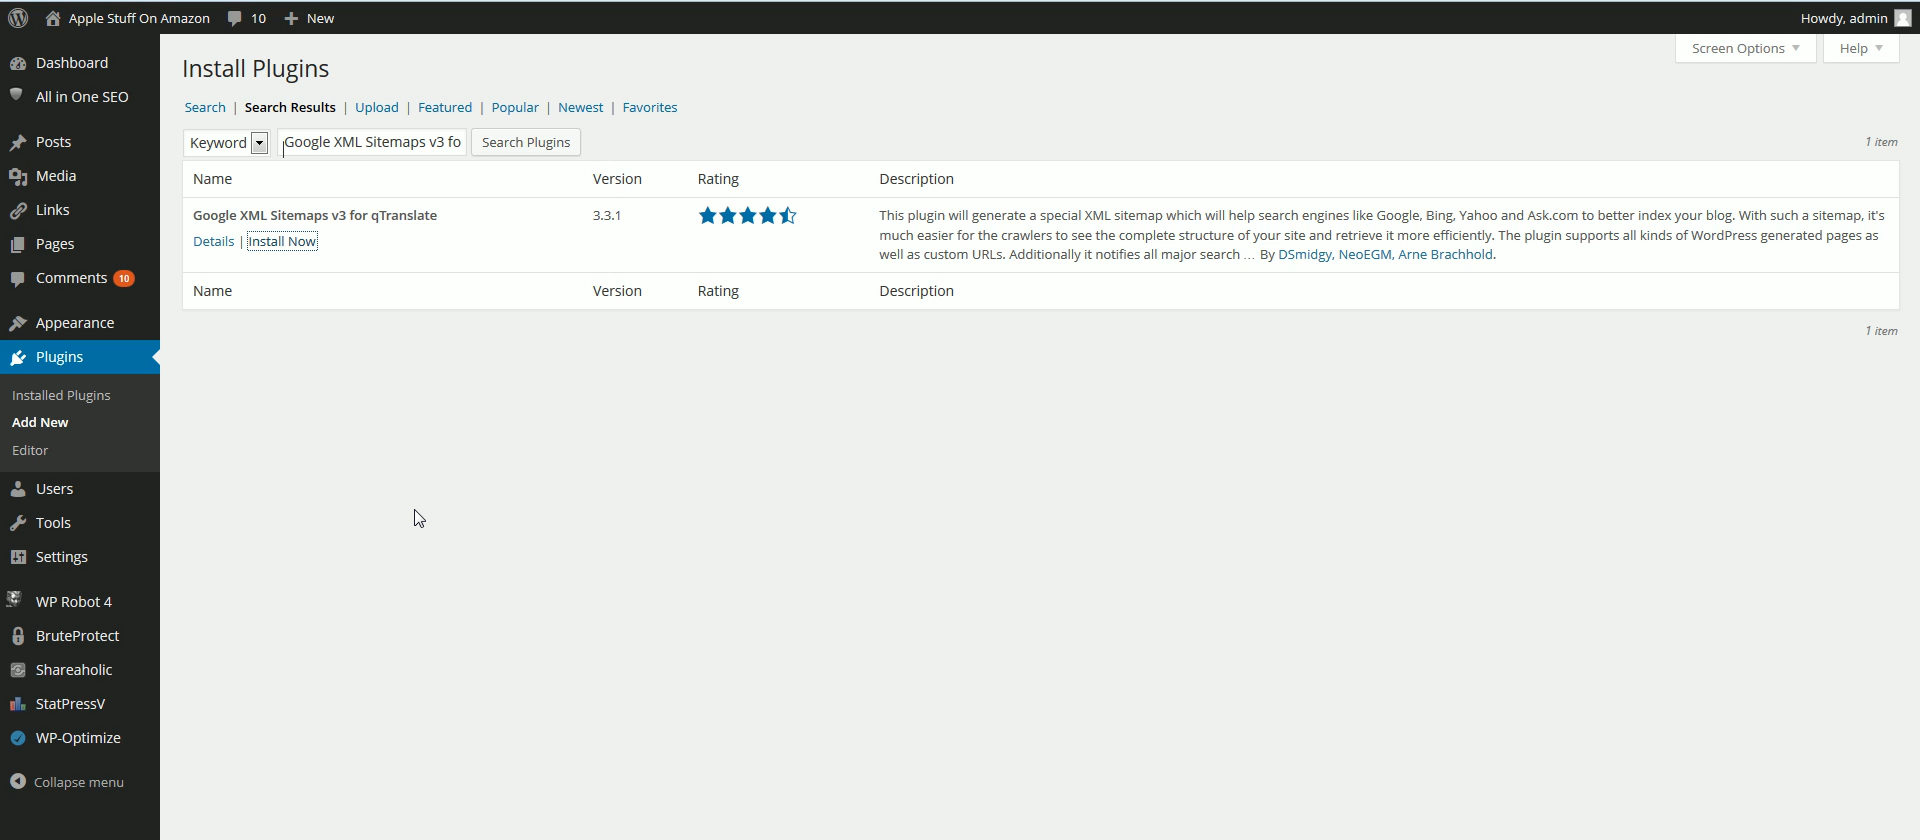 Apple Stuff On Amazon 10 New Howdy, admin
Screen Options Help
Dashboard
All in One SEO
Posts
Media
Links
Pages
Comments 10
Appearance
Plugins
Installed Plugins
Add New
Editor
Users
Tools
Settings
WP Robot 4
BruteProtect
Shareaholic
StatPressV
WP-Optimize
Collapse menu
Install Plugins
Search | Search Results | Upload | Featured | Popular | Newest | Favorites
Keyword Google XML Sitemaps v3 fo Search Plugins 1 item
Name Version Rating Description
Google XML Sitemaps v3 for qTranslate 3.3.1
Details | Install Now
This plugin will generate a special XML sitemap which will help search engines like Google, Bing, Yahoo and Ask.com to better index your blog. With such a sitemap, it's
much easier for the crawlers to see the complete structure of your site and retrieve it more efficiently. The plugin supports all kinds of WordPress generated pages as
well as custom URLs. Additionally it notifies all major search … By DSmidgy, NeoEGM, Arne Brachhold.
Name Version Rating Description
1 item